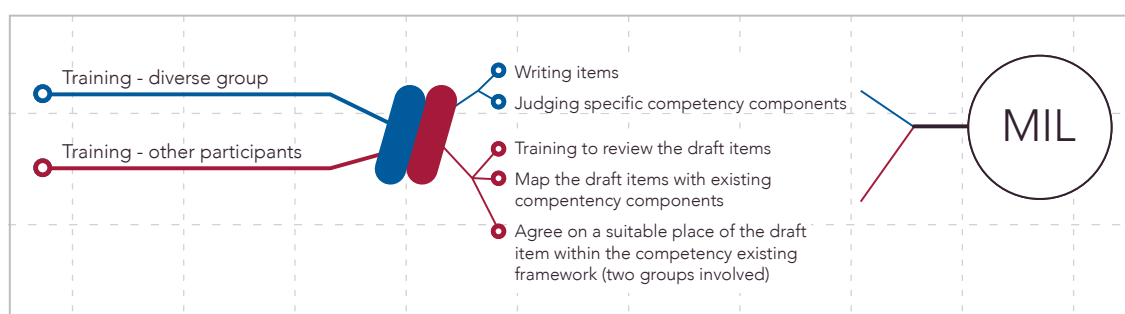 Training - diverse group
Training - other participants
Writing items
Judging specific competency components
Training to review the draft items
Map the draft items with existing
compentency components
Agree on a suitable place of the draft
item within the competency existing
framework (two groups involved)
MIL